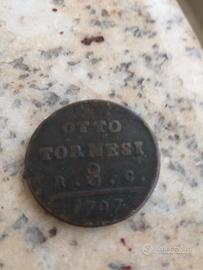 OTTO
TORNESI
R . 8 . C .
1797